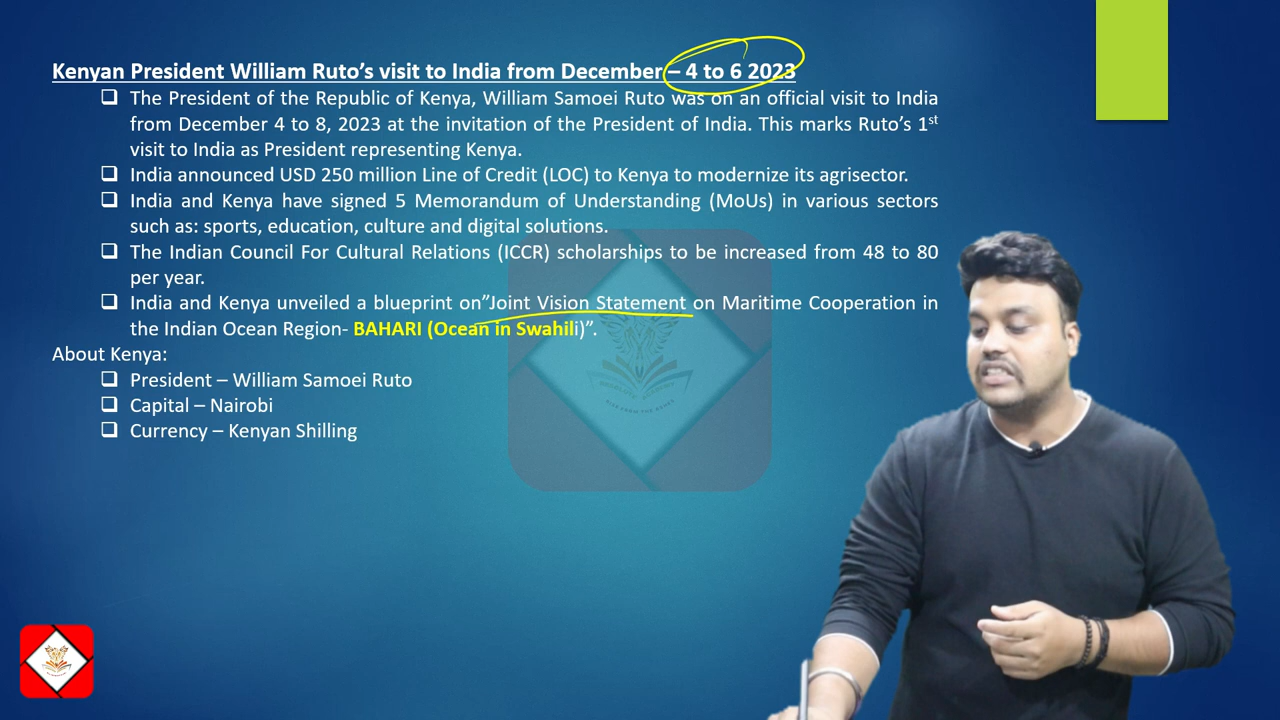 Kenyan President William Ruto’s visit to India from December – 4 to 6 2023
❑ The President of the Republic of Kenya, William Samoei Ruto was on an official visit to India
from December 4 to 8, 2023 at the invitation of the President of India. This marks Ruto’s 1st
visit to India as President representing Kenya.
❑ India announced USD 250 million Line of Credit (LOC) to Kenya to modernize its agrisector.
❑ India and Kenya have signed 5 Memorandum of Understanding (MoUs) in various sectors
such as: sports, education, culture and digital solutions.
❑ The Indian Council For Cultural Relations (ICCR) scholarships to be increased from 48 to 80
per year.
❑ India and Kenya unveiled a blueprint on”Joint Vision Statement on Maritime Cooperation in
the Indian Ocean Region- BAHARI (Ocean in Swahili)”.
About Kenya:
❑ President – William Samoei Ruto
❑ Capital – Nairobi
❑ Currency – Kenyan Shilling